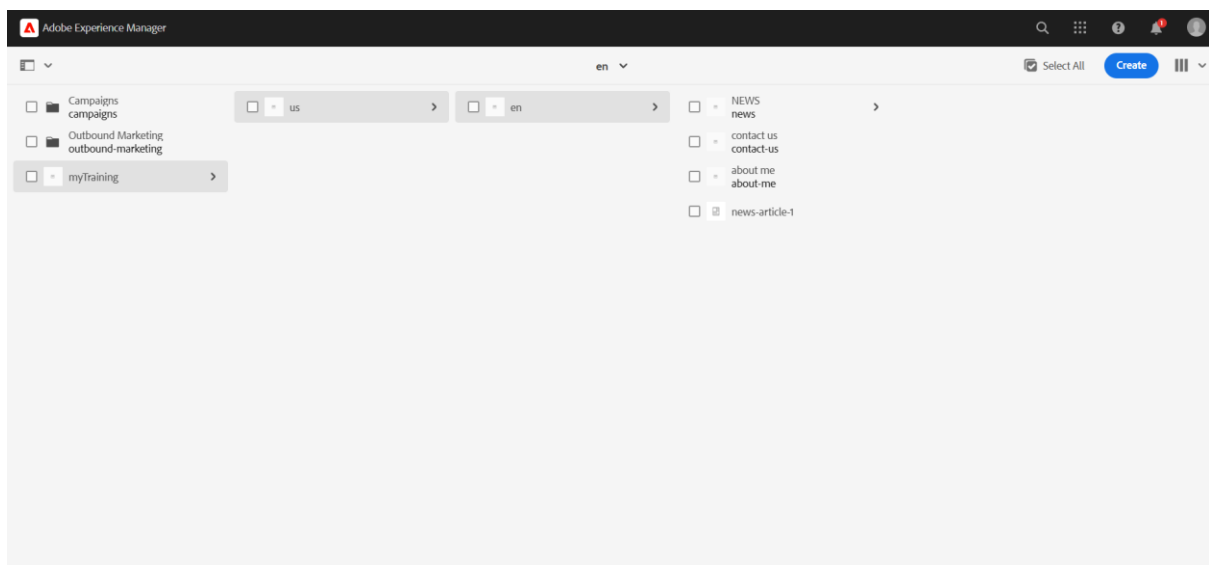 Adobe Experience Manager
1
en
Select All
Create
Campaigns
campaigns
Outbound Marketing
outbound-marketing
myTraining
us
en
NEWS
news
contact us
contact-us
about me
about-me
news-article-1